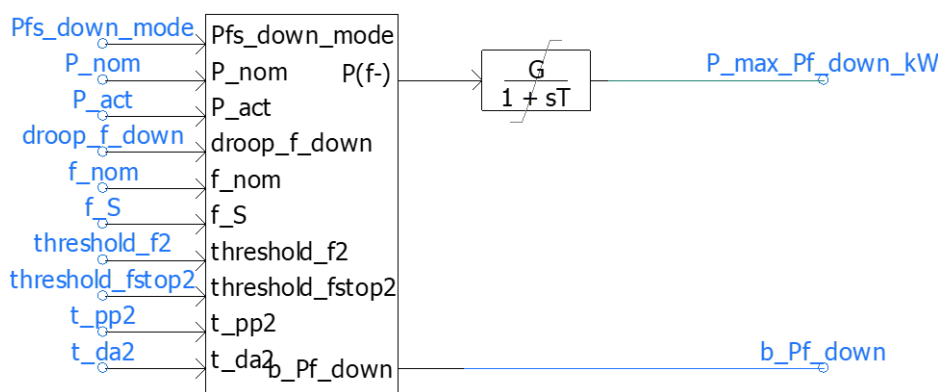 Pfs_down_mode
Pfs_down_mode
P_nom
P_nom
P(f-)
G
1 + sT
P_max_Pf_down_kW
P_act
P_act
droop_f_down
droop_f_down
f_nom
f_nom
f_S
f_S
threshold_f2
threshold_f2
threshold_fstop2
threshold_fstop2
t_pp2
t_pp2
t_da2
t_da2
b_Pf_down
b_Pf_down